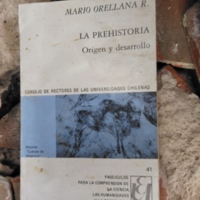 MARIO ORELLANA R.
LA PREHISTORIA
Origen y desarrollo
CONSEJO DE RECTORES DE LAS UNIVERSIDADES CHILENAS
41
FASCICULOS
PARA LA COMPRENSION DE
LA CIENCIA
LAS HUMANIDADES